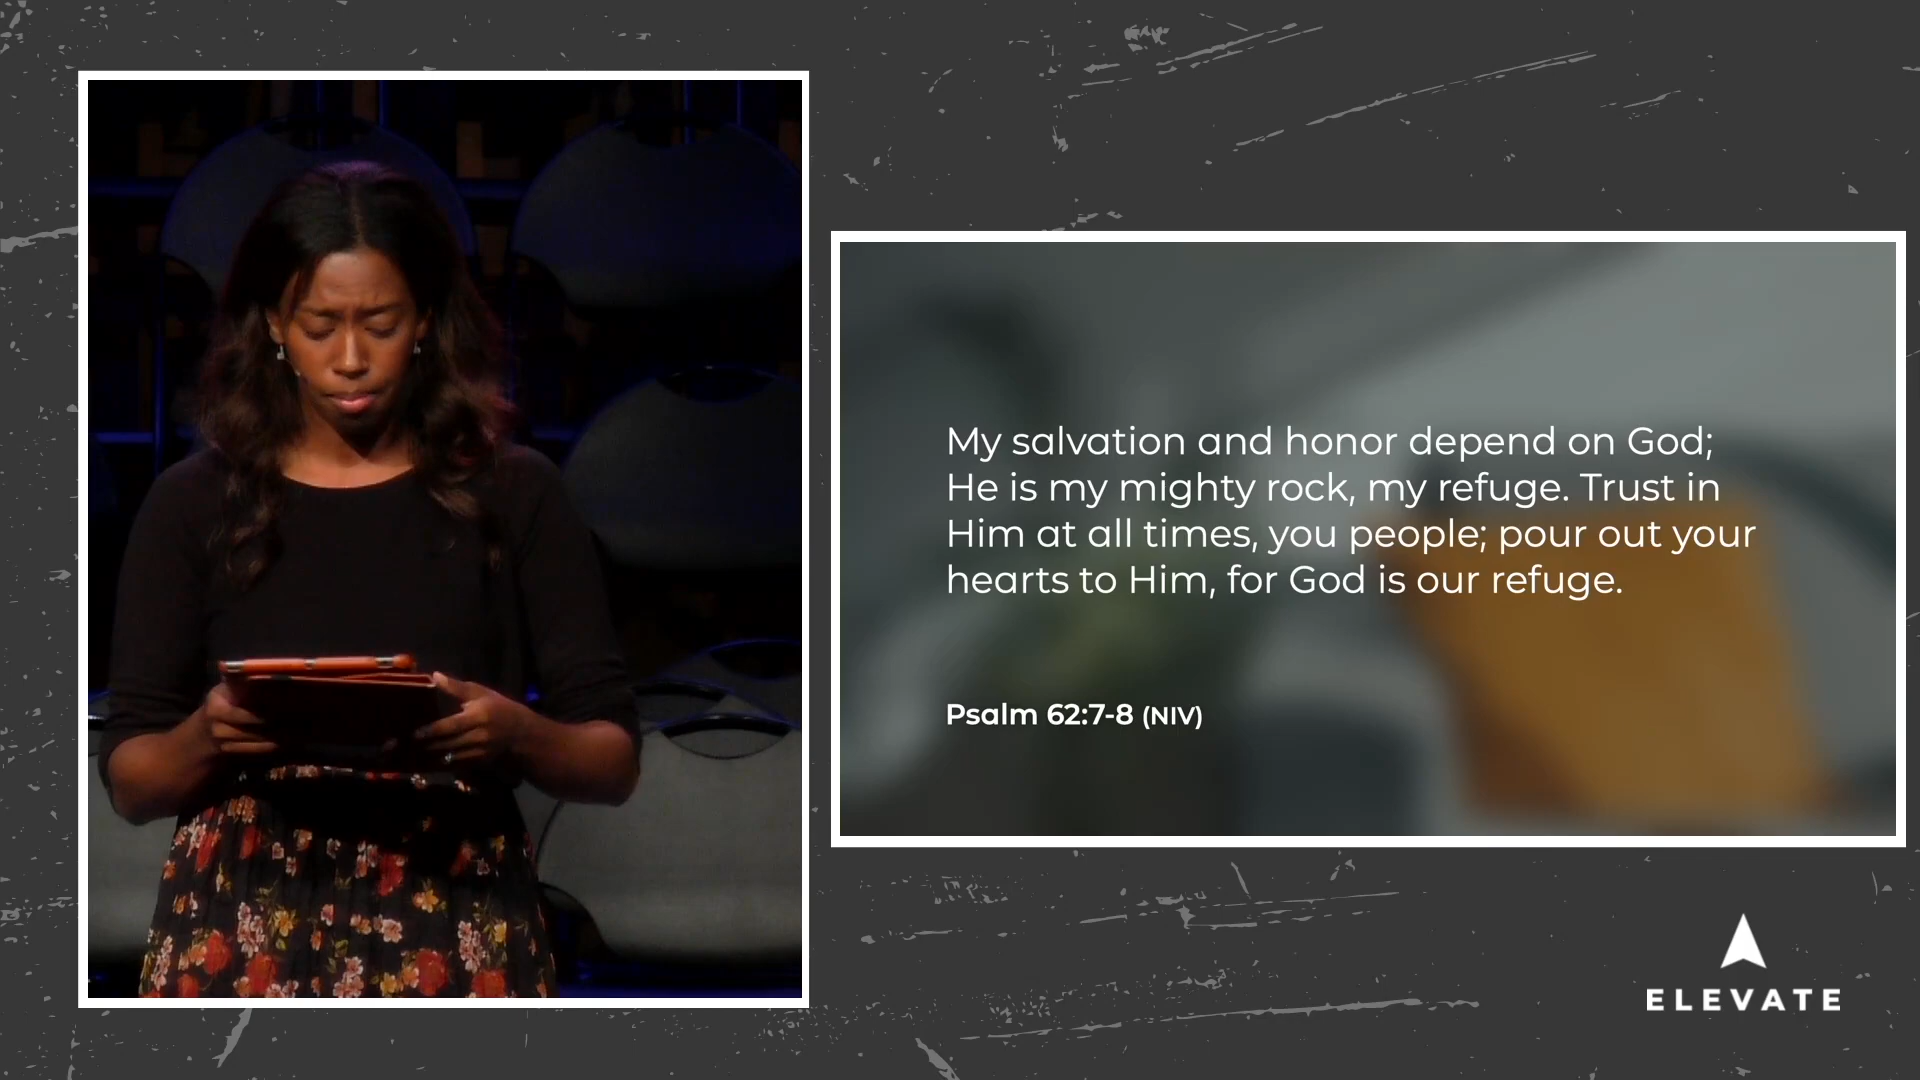 My salvation and honor depend on God;
He is my mighty rock, my refuge. Trust in
Him at all times, you people; pour out your
hearts to Him, for God is our refuge.
Psalm 62:7-8 (NIV)
ELEVATE